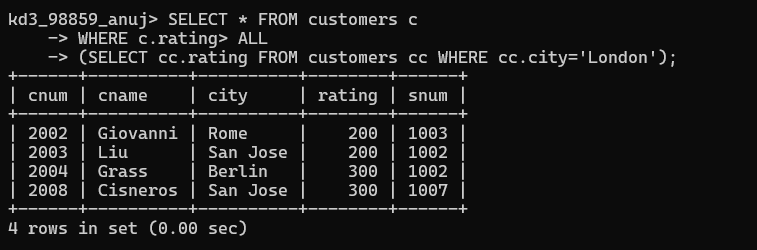 kd3_98859_anuj> SELECT * FROM customers c
    -> WHERE c.rating> ALL
    -> (SELECT cc.rating FROM customers cc WHERE cc.city='London');
+------+----------+----------+--------+------+
| cnum | cname    | city     | rating | snum |
+------+----------+----------+--------+------+
| 2002 | Giovanni | Rome     |    200 | 1003 |
| 2003 | Liu      | San Jose |    200 | 1002 |
| 2004 | Grass    | Berlin   |    300 | 1002 |
| 2008 | Cisneros | San Jose |    300 | 1007 |
+------+----------+----------+--------+------+
4 rows in set (0.00 sec)